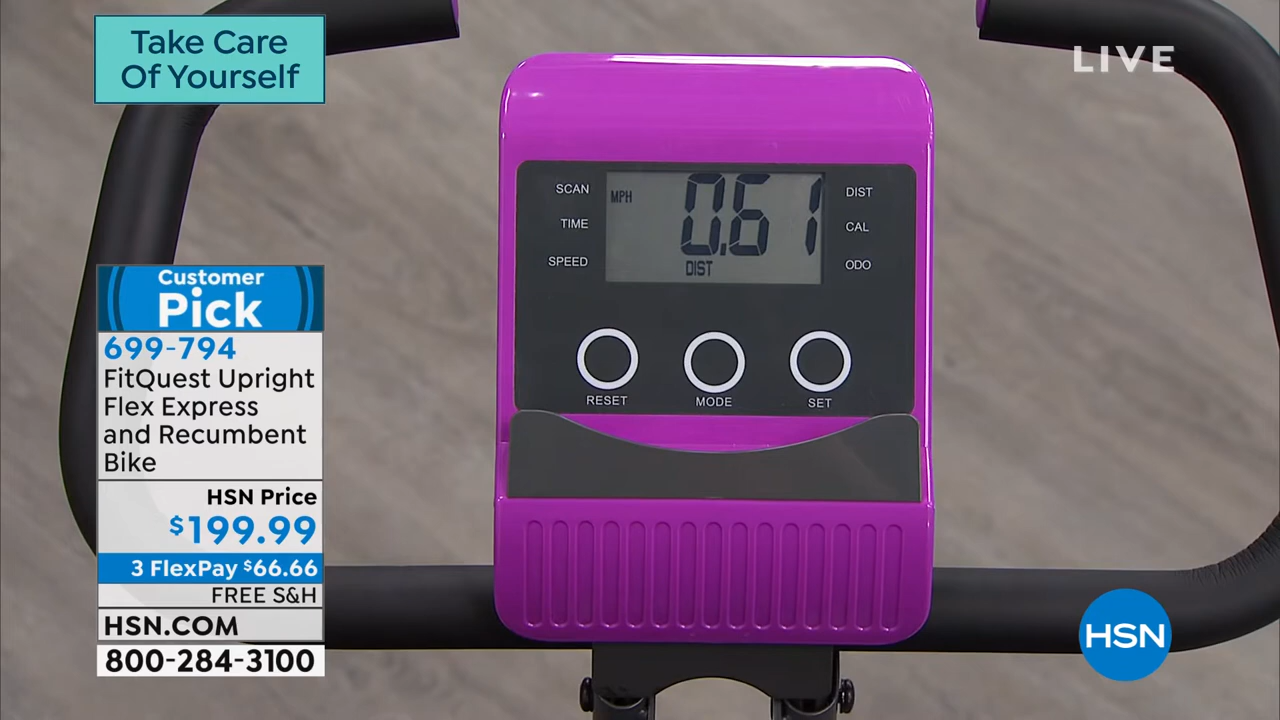 Take Care
Of Yourself
LIVE
SCAN
TIME
SPEED
MPH
0.61
DIST
DIST
CAL
ODO
RESET
MODE
SET
Customer
Pick
699-794
FitQuest Upright
Flex Express
and Recumbent
Bike
HSN Price
$199.99
3 FlexPay $66.66
FREE S&H
HSN.COM
800-284-3100
HSN